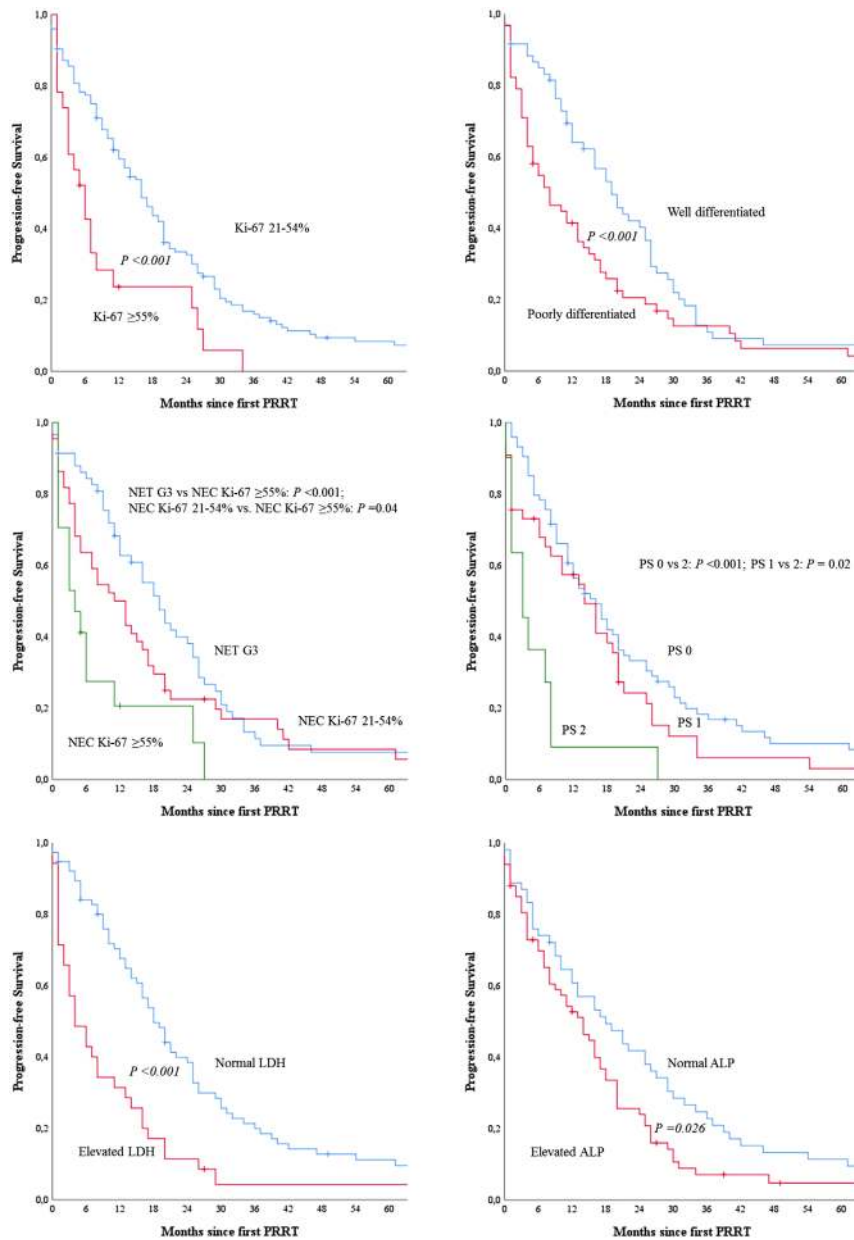 1,0
0,8
0,6
0,4
0,2
0,0
Progression-free Survival
Ki-67 21-54%
P <0.001
Ki-67 ≥55%
6 12 18 24 30 36 42 48 54 60
Months since first PRRT
1,0
0,8
0,6
0,4
0,2
0,0
Progression-free Survival
Well differentiated
P <0.001
Poorly differentiated
0 6 12 18 24 30 36 42 48 54 60
Months since first PRRT
1,0
0,8
0,6
0,4
0,2
0,0
Progression-free Survival
NET G3 vs NEC Ki-67 ≥55%: P <0.001;
NEC Ki-67 21-54% vs. NEC Ki-67 ≥55%: P =0.04
NET G3
NEC Ki-67 21-54%
NEC Ki-67 ≥55%
6 12 18 24 30 36 42 48 54 60
Months since first PRRT
1,0
0,8
0,6
0,4
0,2
0,0
Progression-free Survival
PS 0 vs 2: P <0.001; PS 1 vs 2: P = 0.02
PS 0
PS 1
PS 2
0 6 12 18 24 30 36 42 48 54 60
Months since first PRRT
1,0
0,8
0,6
0,4
0,2
0,0
Progression-free Survival
Normal LDH
P <0.001
Elevated LDH
6 12 18 24 30 36 42 48 54 60
Months since first PRRT
1,0
0,8
0,6
0,4
0,2
0,0
Progression-free Survival
Normal ALP
P =0.026
Elevated ALP
0 6 12 18 24 30 36 42 48 54 60
Months since first PRRT